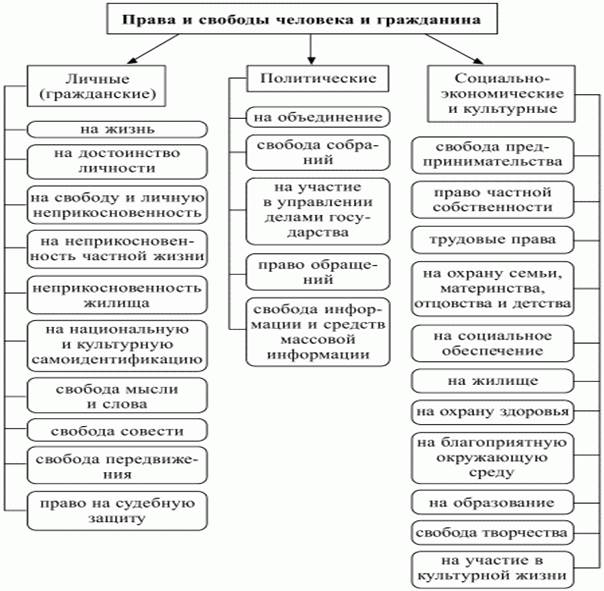 Права и свободы человека и гражданина
Личные
(гражданские)
на жизнь
на достоинство
личности
на свободу и личную
неприкосновенность
на неприкосновен-
ность частной жизни
неприкосновенность
жилища
на национальную
и культурную
самоидентификацию
свобода мысли
и слова
свобода совести
свобода передвиже-
ния
право на судебную
защиту
Политические
на объединение
свобода собра-
ний
на участие
в управлении
делами госу-
дарства
право обраще-
ний
свобода инфор-
мации и средств
массовой
информации
Социально-
экономические
и культурные
свобода пред-
принимательства
право частной
собственности
трудовые права
на охрану семьи,
материнства,
отцовства и детства
на социальное
обеспечение
на жилище
на охрану здоровья
на благоприятную
окружающую
среду
на образование
свобода творчества
на участие в
культурной жизни